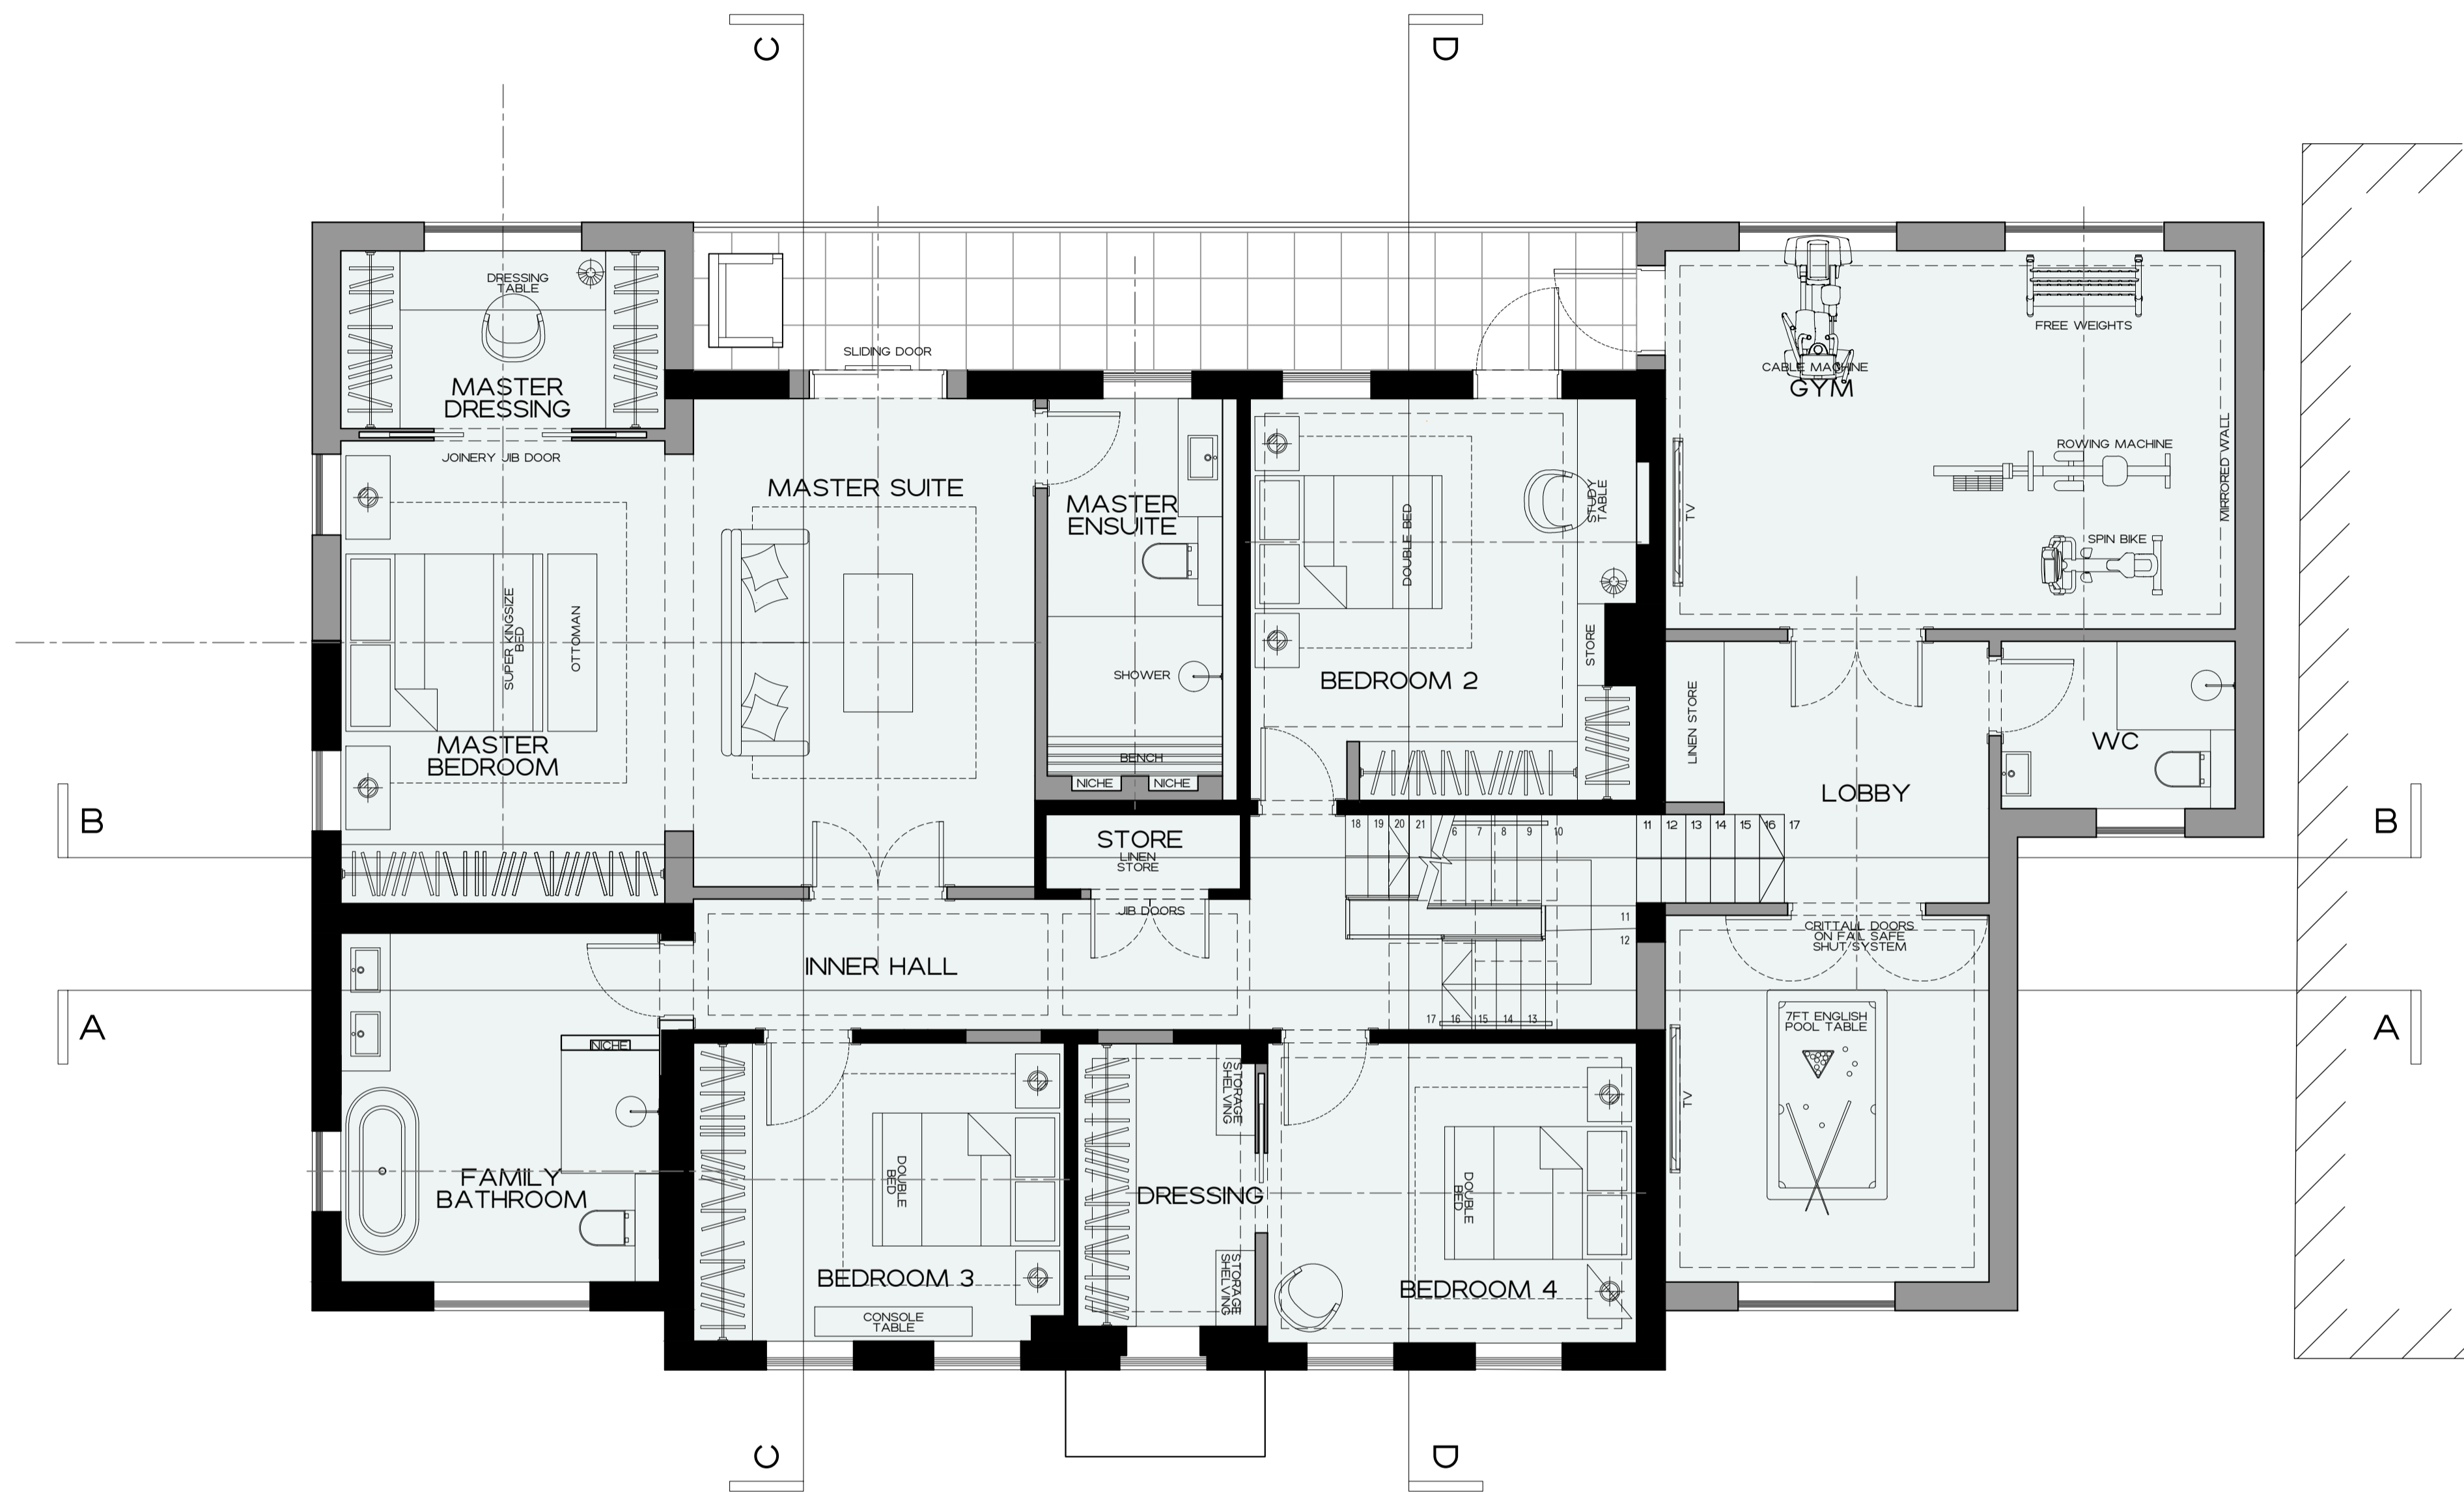 C
D
DRESSING
TABLE
MASTER
DRESSING
JOINERY JIB DOOR
SLIDING DOOR
CABLE MACHINE
GYM
FREE WEIGHTS
ROWING MACHINE
MIRRORED WALL
SPIN BIKE
TV
MASTER SUITE
MASTER
ENSUITE
SHOWER
BENCH
NICHE
NICHE
DOUBLE BED
STUDY
TABLE
STORE
BEDROOM 2
SUPER KINGSIZE
BED
OTTOMAN
MASTER
BEDROOM
LINEN STORE
LOBBY
WC
B
B
STORE
LINEN
STORE
JIB DOORS
18 19 20 21 6 7 8 9 10
11 12 13 14 15 16 17
11
12
17 16 15 14 13
INNER HALL
CRITTALL DOORS
ON FAIL SAFE
SHUT SYSTEM
A
A
7FT ENGLISH
POOL TABLE
TV
NICHE
FAMILY
BATHROOM
DOUBLE
BED
BEDROOM 3
CONSOLE
TABLE
STORAGE
SHELVING
DRESSING
STORAGE
SHELVING
DOUBLE
BED
BEDROOM 4
C
D